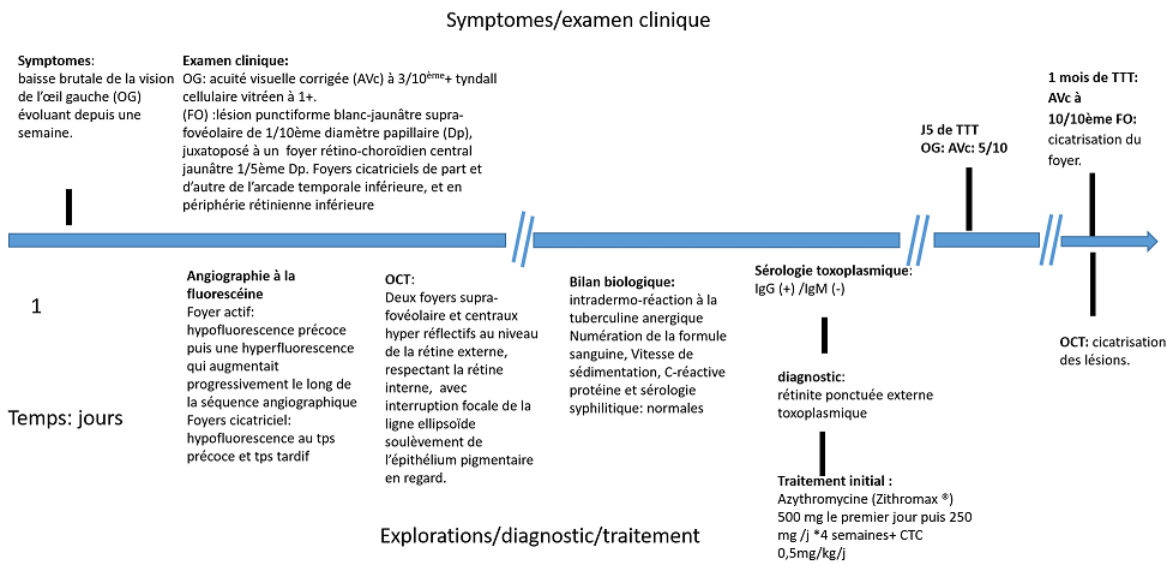 Symptomes/examen clinique
Symptomes:
baisse brutale de la vision
de l'œil gauche (OG)
évoluant depuis une
semaine.
Examen clinique:
OG: acuité visuelle corrigée (AVc) à 3/10ème+ tyndall
cellulaire vitréen à 1+.
(FO) :lésion punctiforme blanc-jaunâtre supra-
fovéolaire de 1/10ème diamètre papillaire (Dp),
juxatoposé à un foyer rétino-choroïdien central
jaunâtre 1/5ème Dp. Foyers cicatriciels de part et
d'autre de l'arcade temporale inférieure, et en
périphérie rétinienne inférieure
J5 de TTT
OG: AVc: 5/10
1 mois de TTT:
AVc à
10/10ème FO:
cicatrisation du
foyer.
1
Temps: jours
Angiographie à la
fluorescéine
Foyer actif:
hypofluorescence précoce
puis une hyperfluorescence
qui augmentait
progressivement le long de
la séquence angiographique
Foyers cicatriciel:
hypofluorescence au tps
précoce et tps tardif
OCT:
Deux foyers supra-
fovéolaire et centraux
hyper réflectifs au niveau
de la rétine externe,
respectant la rétine
interne, avec
interruption focale de la
ligne ellipsoïde
soulèvement de
l'épithélium pigmentaire
en regard.
Bilan biologique:
intradermo-réaction à la
tuberculine anergique
Numération de la formule
sanguine, Vitesse de
sédimentation, C-réactive
protéine et sérologie
syphilitique: normales
Sérologie toxoplasmique:
IgG (+) /IgM (-)
diagnostic:
rétinite ponctuée externe
toxoplasmique
Traitement initial :
Azythromycine (Zithromax ®)
500 mg le premier jour puis 250
mg /j *4 semaines+ CTC
0,5mg/kg/j
OCT: cicatrisation
des lésions.
Explorations/diagnostic/traitement